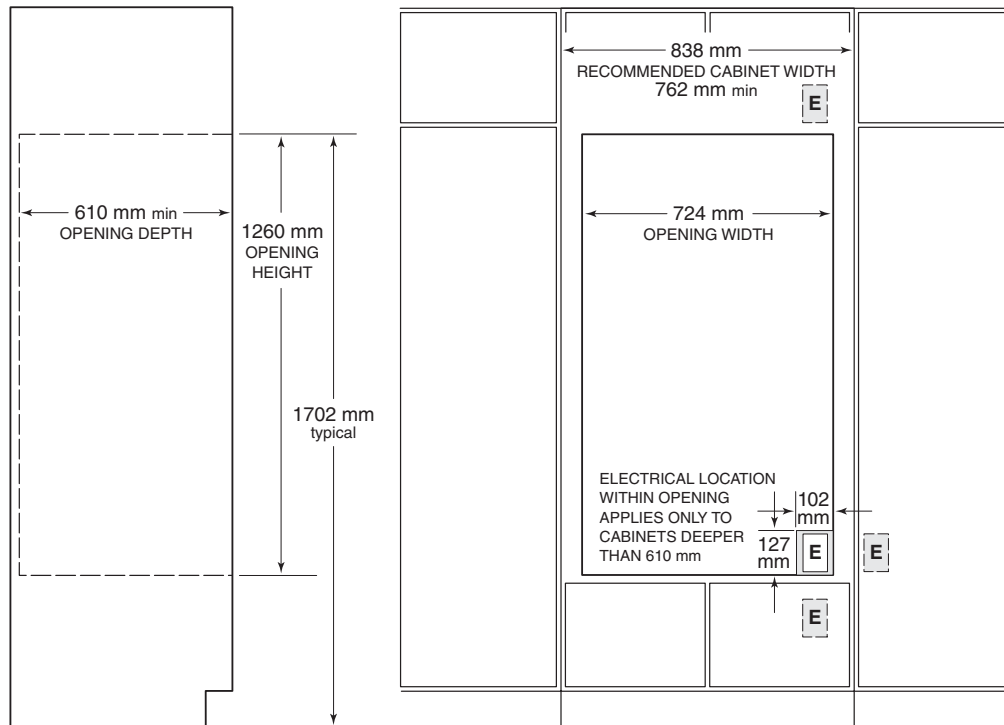 610 mm min
OPENING DEPTH
1260 mm
OPENING
HEIGHT
1702 mm
typical
838 mm
RECOMMENDED CABINET WIDTH
762 mm min
E
724 mm
OPENING WIDTH
ELECTRICAL LOCATION
WITHIN OPENING
APPLIES ONLY TO
CABINETS DEEPER
THAN 610 mm
102
mm
127
mm
E
E
E